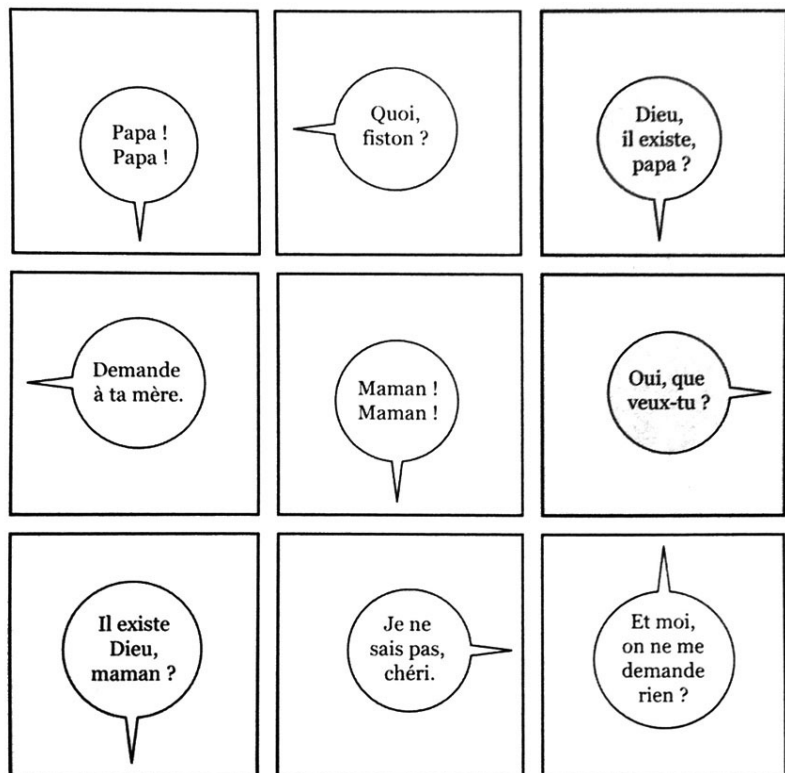 Papa !
Papa !
Quoi,
fiston ?
Dieu,
il existe,
papa ?
Demande
à ta mère.
Maman !
Maman !
Oui, que
veux-tu ?
Il existe
Dieu,
maman ?
Je ne
sais pas,
chéri.
Et moi,
on ne me
demande
rien ?